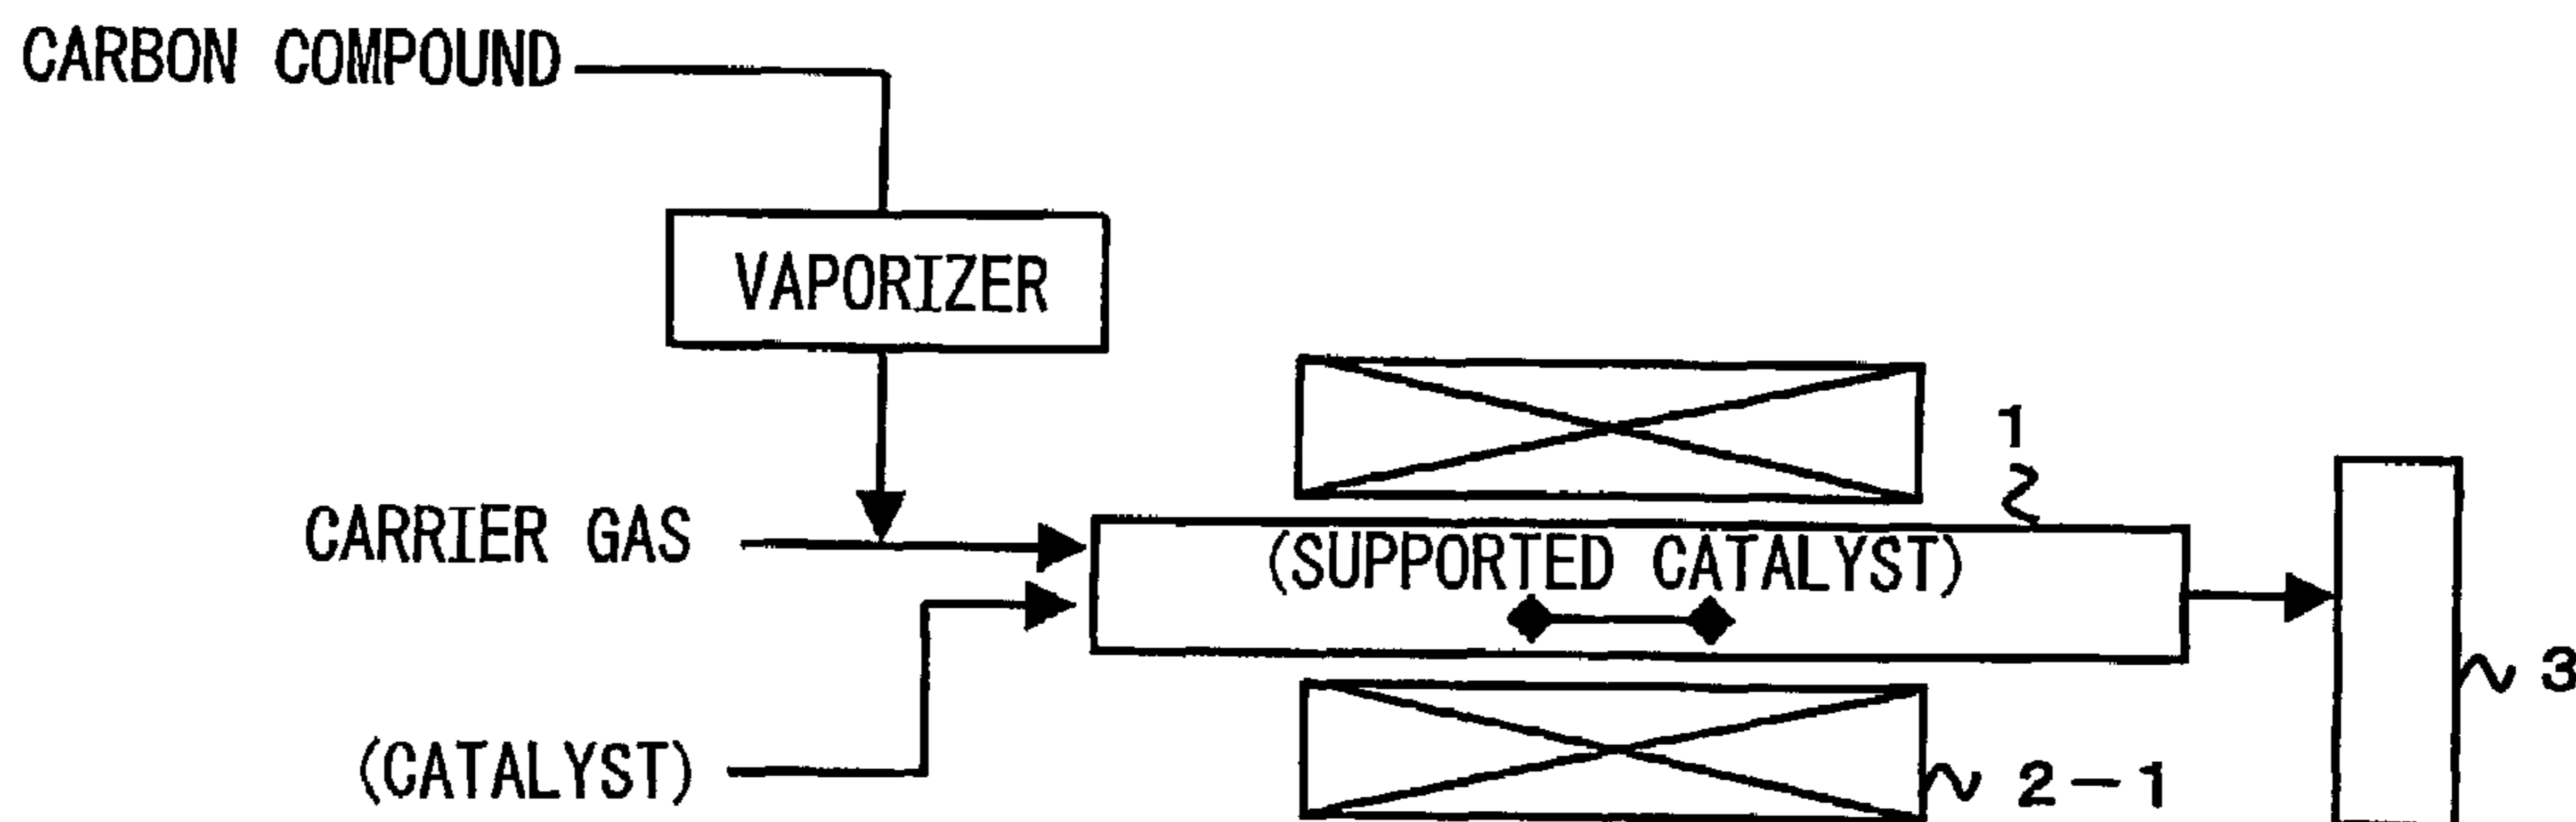 CARBON COMPOUND
VAPORIZER
1
CARRIER GAS
(SUPPORTED CATALYST)
3
(CATALYST)
2-1